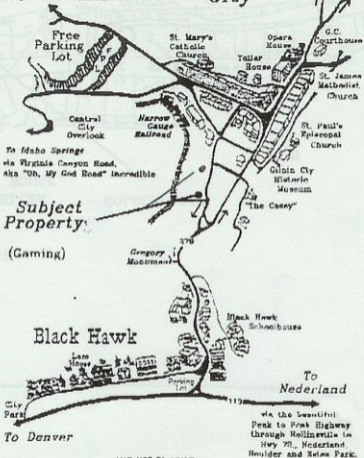 Free
Parking
Lot
St. Mary's
Catholic
Church
Teller
House
Opera
House
G.C.
Courthouse
St. James
Methodist
Church
Central
City
Overlook
Narrow
Gauge
Railroad
St. Paul's
Episcopal
Church
To Idaho Springs
via Virginia Canyon Road,
aka "Oh, My God Road" Incredible
Gilpin Cty
Historic
Museum
"The Casey"
Subject
Property
(Gaming)
279
Gregory
Monument
Black Hawk
Schoolhouse
Black Hawk
Lace
House
Parking
Lot
City
Park
To
Nederland
119
To Denver
via the beautiful
Peak to Peak Highway
through Rollinsville to
Hwy 72, Nederland,
Boulder and Estes Park.